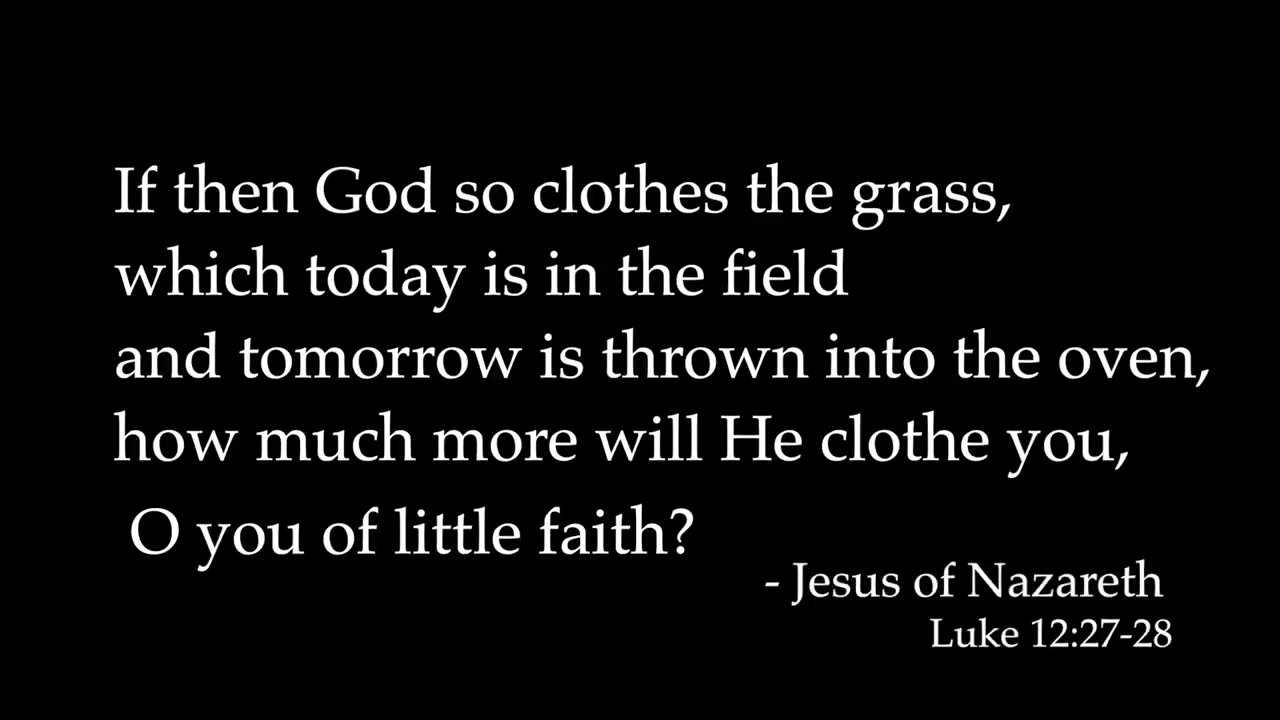 If then God so clothes the grass,
which today is in the field
and tomorrow is thrown into the oven,
how much more will He clothe you,
O you of little faith?
- Jesus of Nazareth
Luke 12:27-28